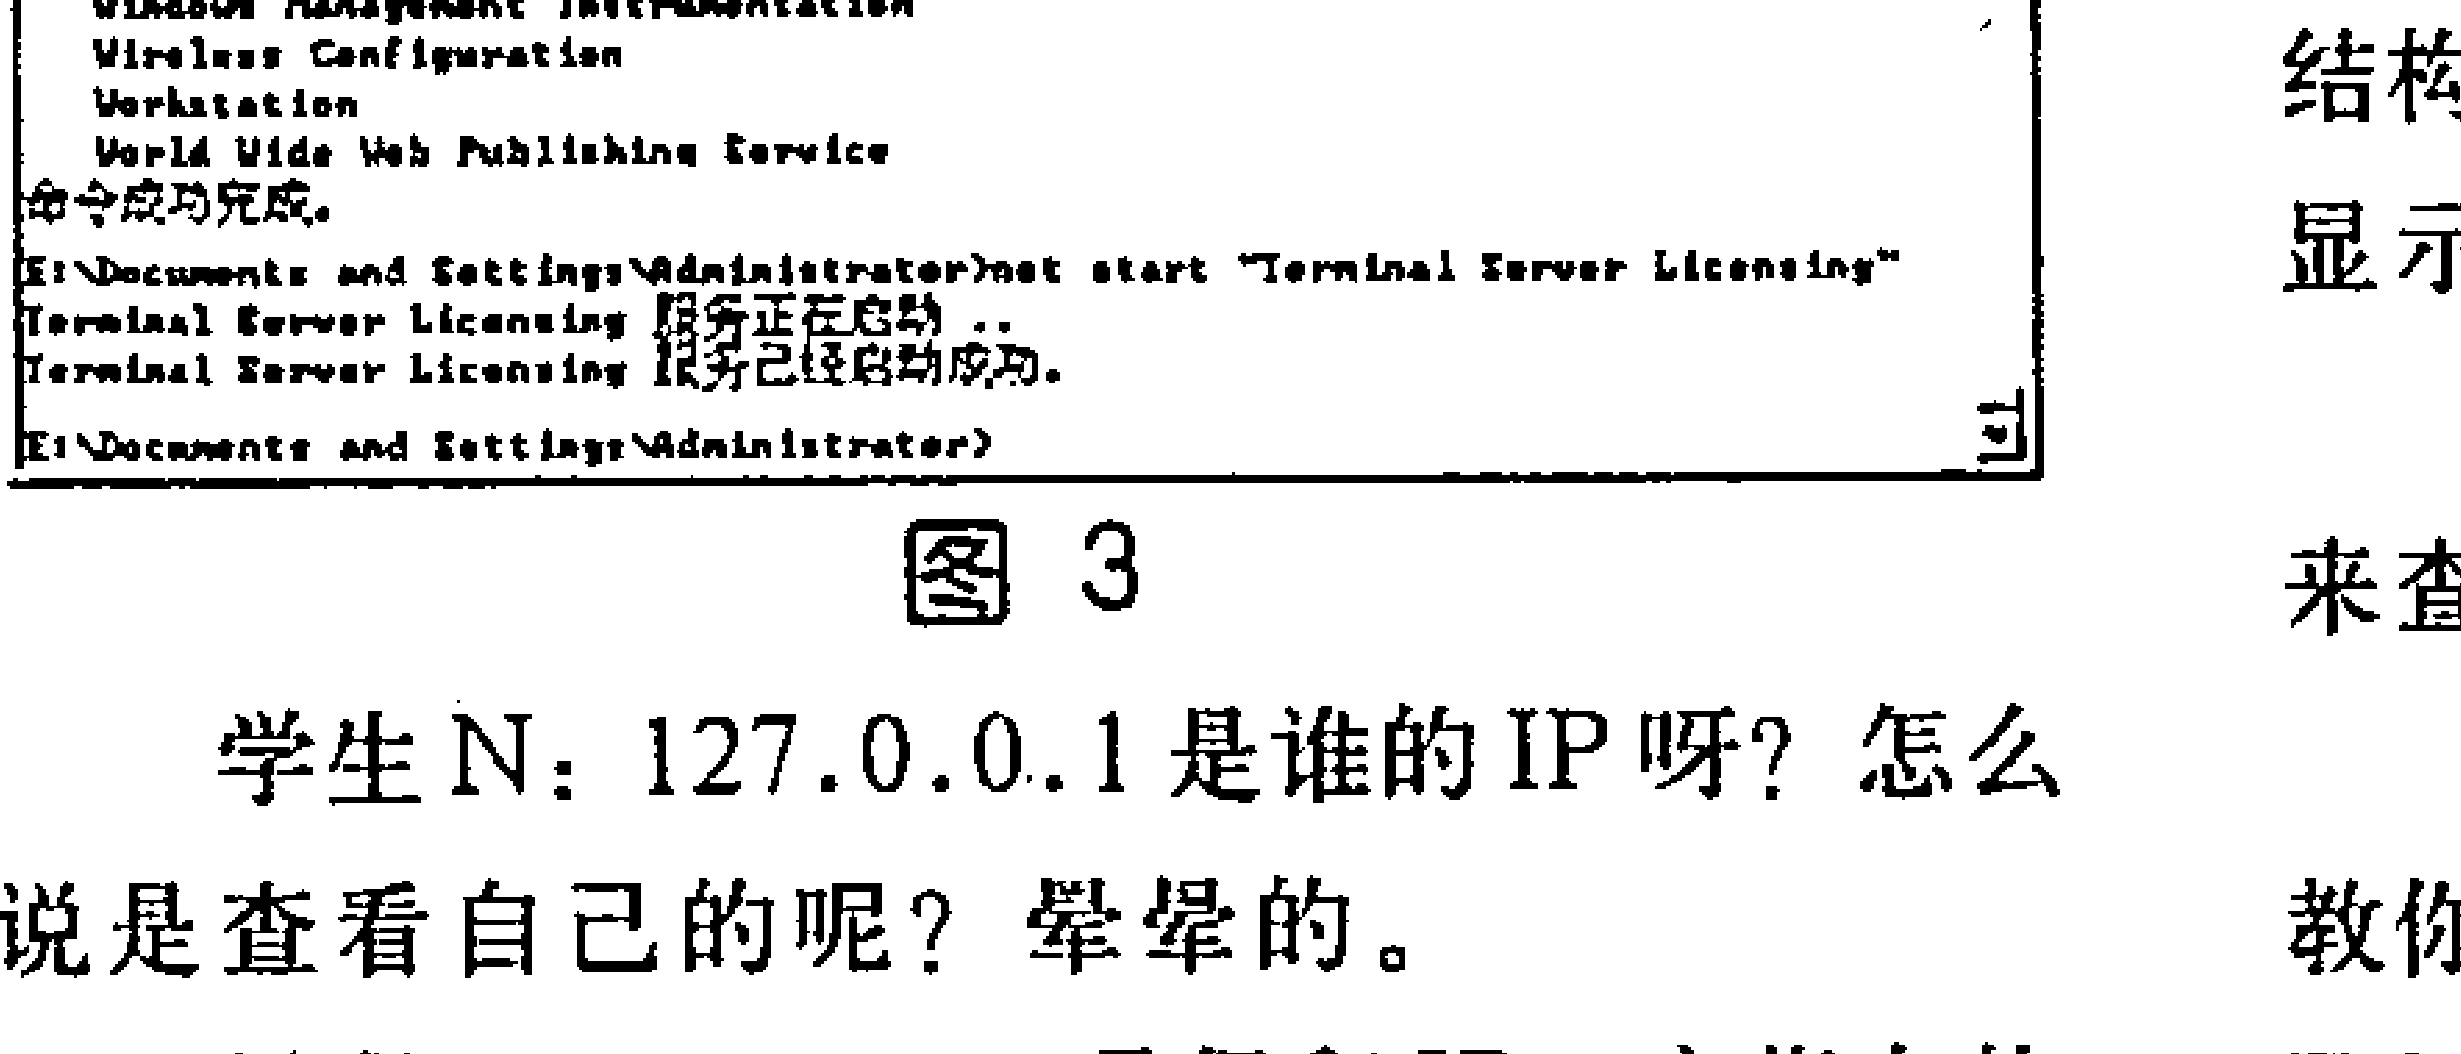 Windows Management Instrumentation
Wireless Configuration
Workstation
World Wide Web Publishing Service
命令成功完成。
E:\Documents and Settings\Administrator>net start "Terminal Server Licensing"
Terminal Server Licensing 服务正在启动 ..
Terminal Server Licensing 服务已经启动成功。
E:\Documents and Settings\Administrator>
图 3
学生 N：127.0.0.1 是谁的 IP 呀？怎么
说是查看自己的呢？晕晕的。
结构
显示
来查
教你